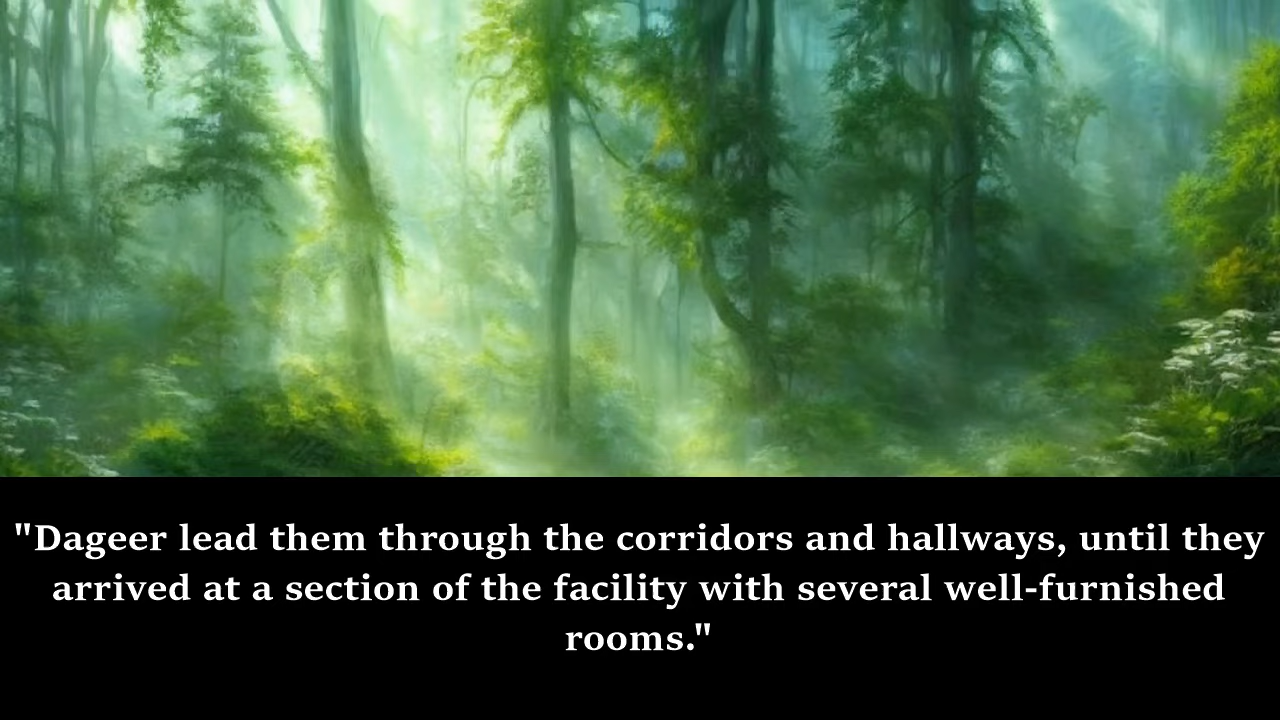 "Dageer lead them through the corridors and hallways, until they
arrived at a section of the facility with several well-furnished
rooms."